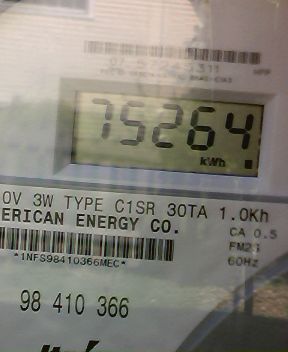 75264
kWh
0V 3W TYPE C1SR 30TA 1.0Kh
ERICAN ENERGY CO.
CA 0.5
FM2S
60Hz
*1NFS98410366MEC*
98 410 366